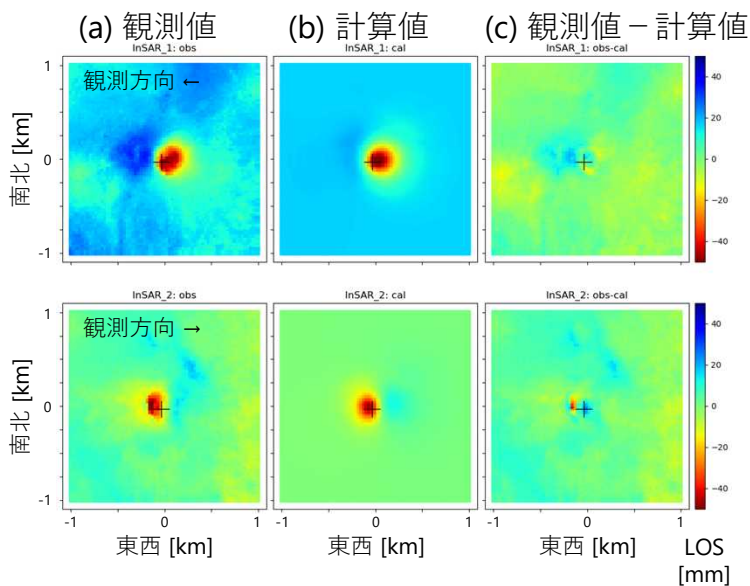 (a) 観測値
(b) 計算値
(c) 観測値－計算値
InSAR_1: obs
InSAR_1: cal
InSAR_1: obs-cal
観測方向 ←
南北 [km]
1
0
-1
40
20
0
−20
−40
InSAR_2: obs
InSAR_2: cal
InSAR_2: obs-cal
観測方向 →
南北 [km]
1
0
-1
40
20
0
−20
−40
-1 0 1
-1 0 1
-1 0 1
東西 [km]
東西 [km]
東西 [km]
LOS
[mm]